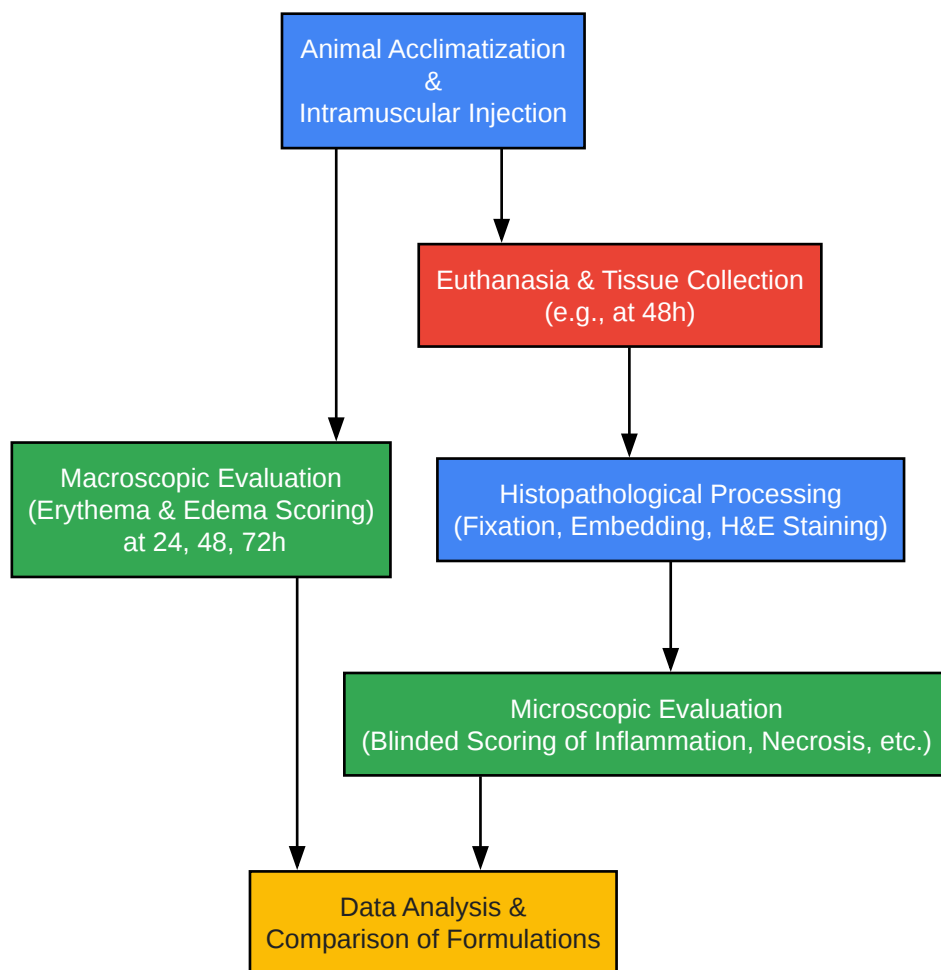 Animal Acclimatization
&
Intramuscular Injection
Euthanasia & Tissue Collection
(e.g., at 48h)
Macroscopic Evaluation
(Erythema & Edema Scoring)
at 24, 48, 72h
Histopathological Processing
(Fixation, Embedding, H&E Staining)
Microscopic Evaluation
(Blinded Scoring of Inflammation, Necrosis, etc.)
Data Analysis &
Comparison of Formulations